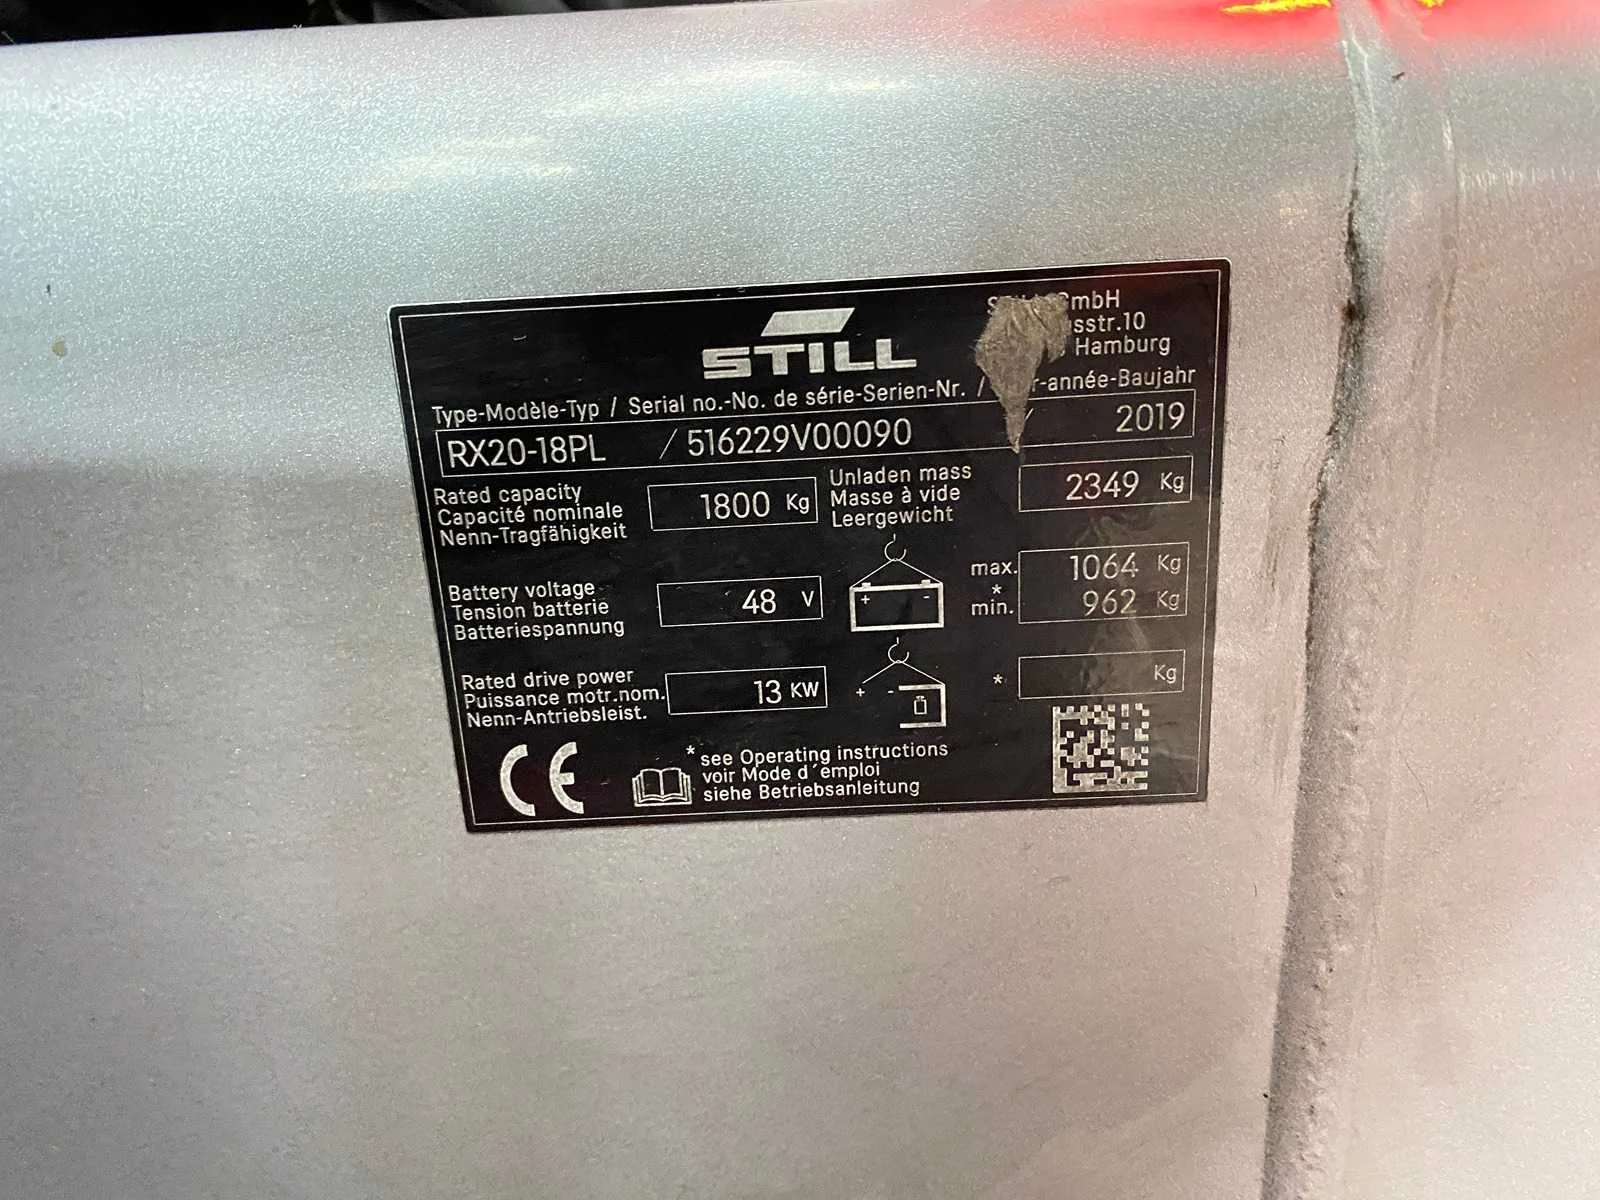 STILL
GmbH
Hamburg
Type-Modèle-Typ / Serial no.-No. de série-Serien-Nr. / -année-Baujahr
RX20-18PL / 516229V00090 / 2019
Rated capacity
Capacité nominale
Nenn-Tragfähigkeit
1800 Kg
Unladen mass
Masse à vide
Leergewicht
2349 Kg
Battery voltage
Tension batterie
Batteriespannung
48 V
+ -
max. 1064 Kg
*
min. 962 Kg
Rated drive power
Puissance motr.nom.
Nenn-Antriebsleist.
13 KW
+ -
* Kg
CE
* see Operating instructions
voir Mode d´emploi
siehe Betriebsanleitung